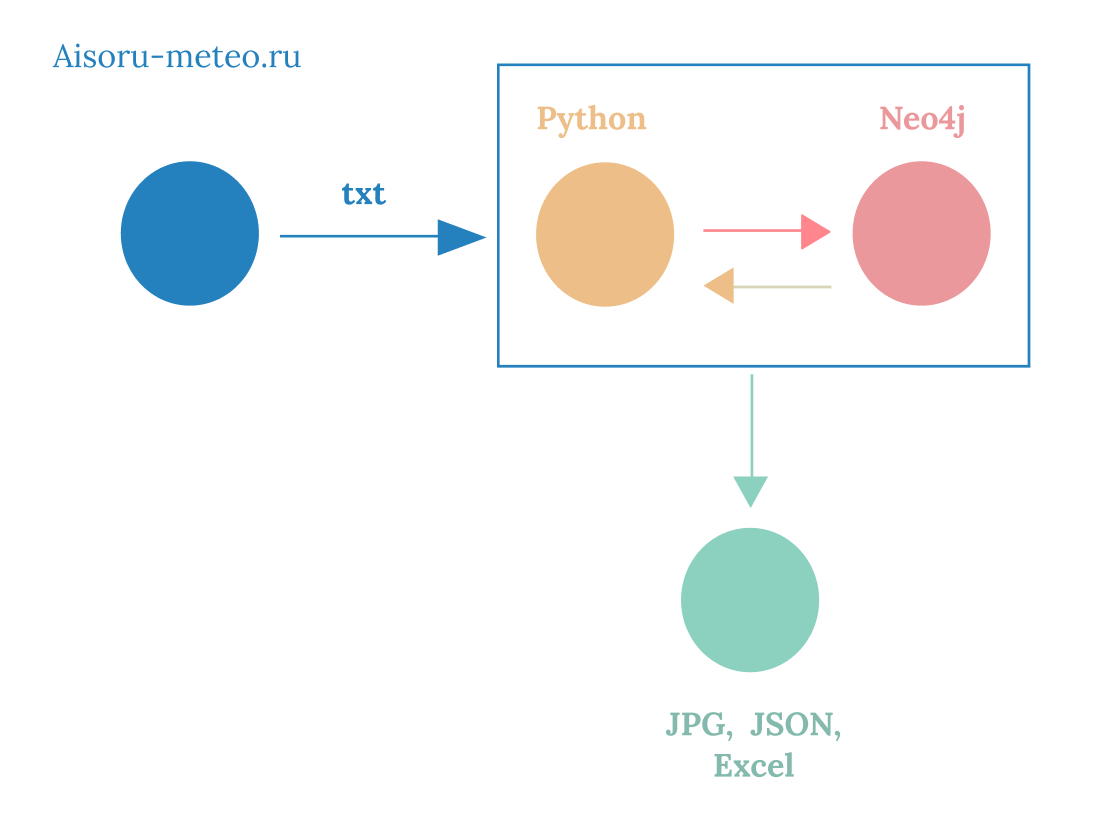 Aisoru-meteo.ru
Python
Neo4j
txt
JPG, JSON,
Excel